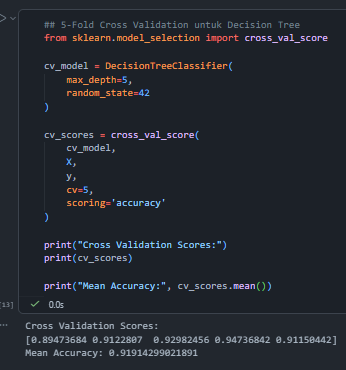 ## 5-Fold Cross Validation untuk Decision Tree
from sklearn.model_selection import cross_val_score

cv_model = DecisionTreeClassifier(
    max_depth=5,
    random_state=42
)

cv_scores = cross_val_score(
    cv_model,
    X,
    y,
    cv=5,
    scoring='accuracy'
)

print("Cross Validation Scores:")
print(cv_scores)

print("Mean Accuracy:", cv_scores.mean())
[13] 0.0s
... Cross Validation Scores:
[0.89473684 0.9122807  0.92982456 0.94736842 0.91150442]
Mean Accuracy: 0.91914299021891